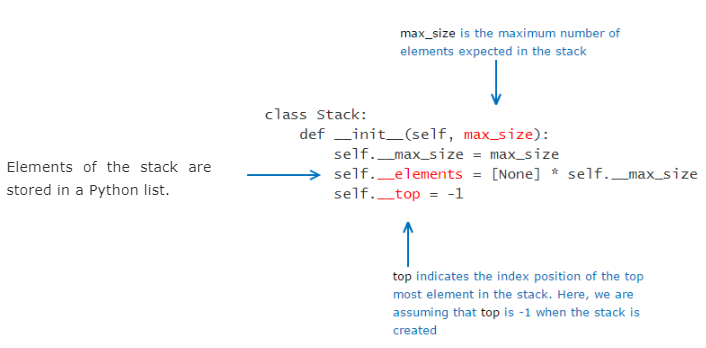 max_size is the maximum number of
elements expected in the stack
class Stack:
def __init__(self, max_size):
self.__max_size = max_size
Elements of the stack are
stored in a Python list.
self.__elements = [None] * self.__max_size
self.__top = -1
top indicates the index position of the top
most element in the stack. Here, we are
assuming that top is -1 when the stack is
created